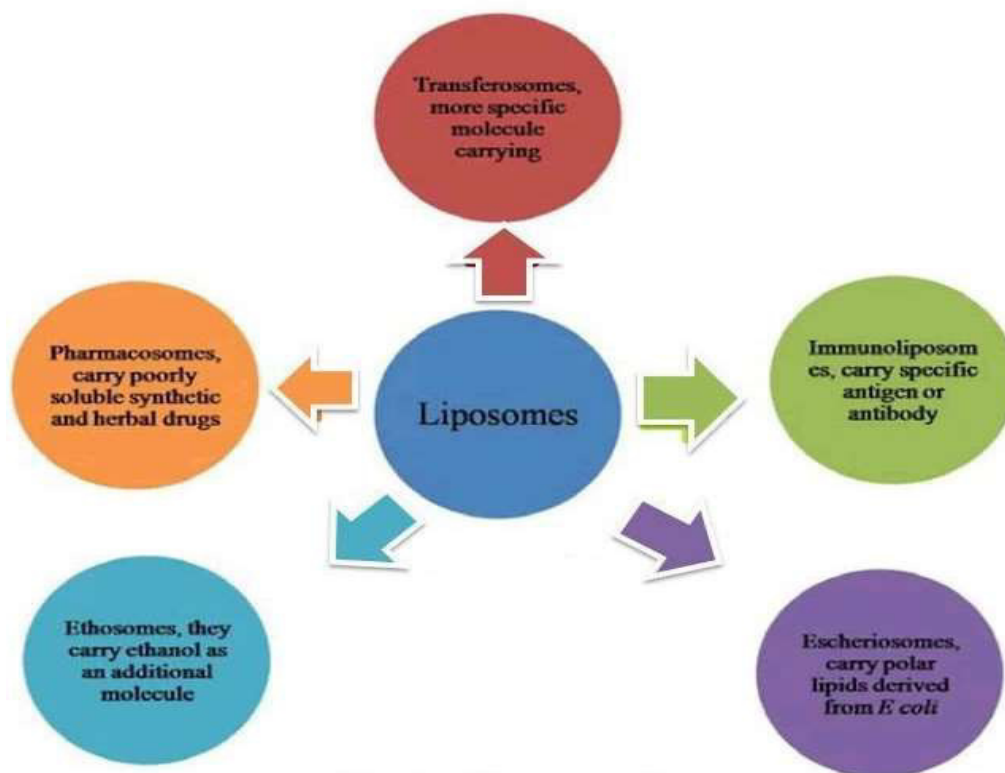 Transferosomes,
more specific
molecule
carrying
Pharmacosomes,
carry poorly
soluble synthetic
and herbal drugs
Liposomes
Immunoliposom
es, carry specific
antigen or
antibody
Ethosomes, they
carry ethanol as
an additional
molecule
Escheriosomes,
carry polar
lipids derived
from E coli